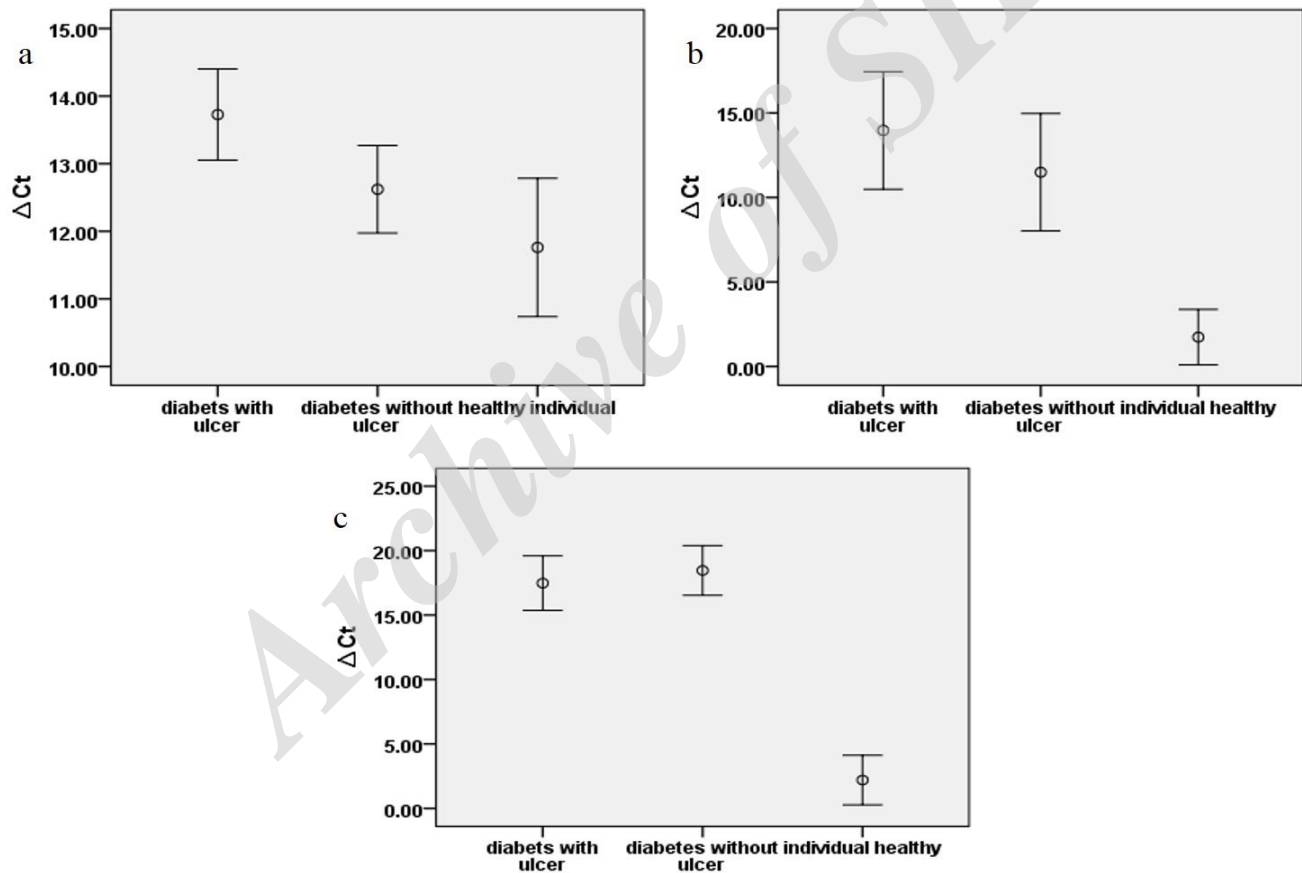 a
15.00
14.00
13.00
12.00
11.00
10.00
ΔCt
diabets with
ulcer
diabetes without
ulcer
healthy individual
b
20.00
15.00
10.00
5.00
0.00
ΔCt
diabets with
ulcer
diabetes without
ulcer
individual healthy
c
25.00
20.00
15.00
10.00
5.00
0.00
ΔCt
diabets with
ulcer
diabetes without
ulcer
individual healthy
Archive of